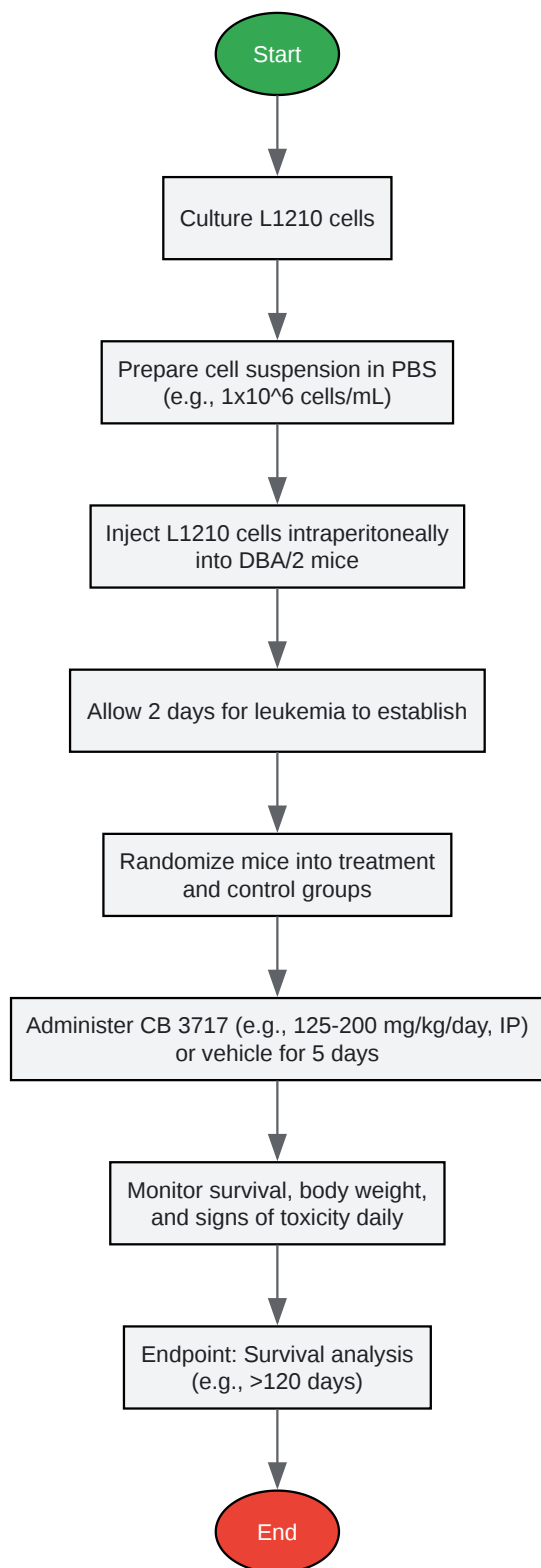 Start
Culture L1210 cells
Prepare cell suspension in PBS
(e.g., 1x10^6 cells/mL)
Inject L1210 cells intraperitoneally
into DBA/2 mice
Allow 2 days for leukemia to establish
Randomize mice into treatment
and control groups
Administer CB 3717 (e.g., 125-200 mg/kg/day, IP)
or vehicle for 5 days
Monitor survival, body weight,
and signs of toxicity daily
Endpoint: Survival analysis
(e.g., >120 days)
End